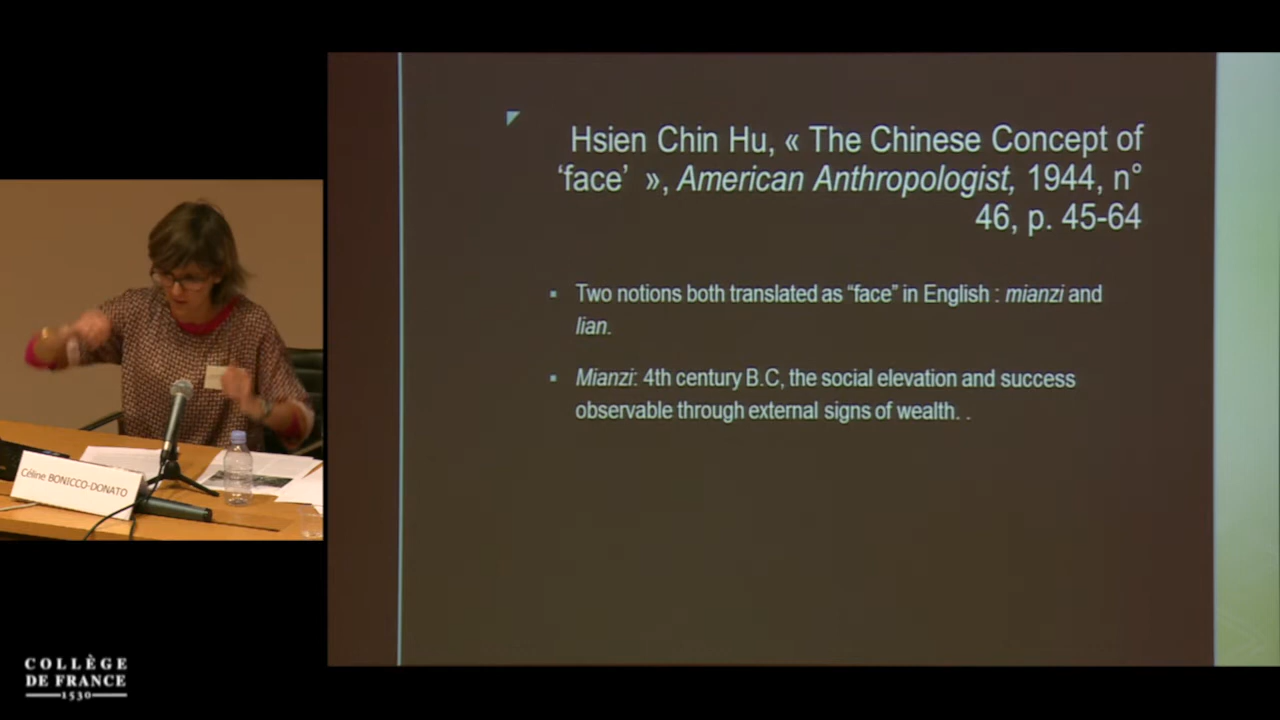 Hsien Chin Hu, « The Chinese Concept of
‘face’ », American Anthropologist, 1944, n°
46, p. 45-64
▪ Two notions both translated as “face” in English : mianzi and
lian.
▪ Mianzi: 4th century B.C, the social elevation and success
observable through external signs of wealth. .
Céline BONICCO-DONATO
COLLÈGE
DE FRANCE
1530